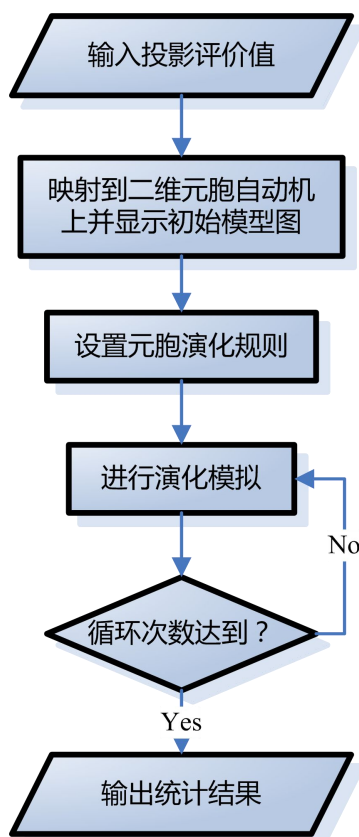 输入投影评价值
映射到二维元胞自动机
上并显示初始模型图
设置元胞演化规则
进行演化模拟
No
循环次数达到？
Yes
输出统计结果